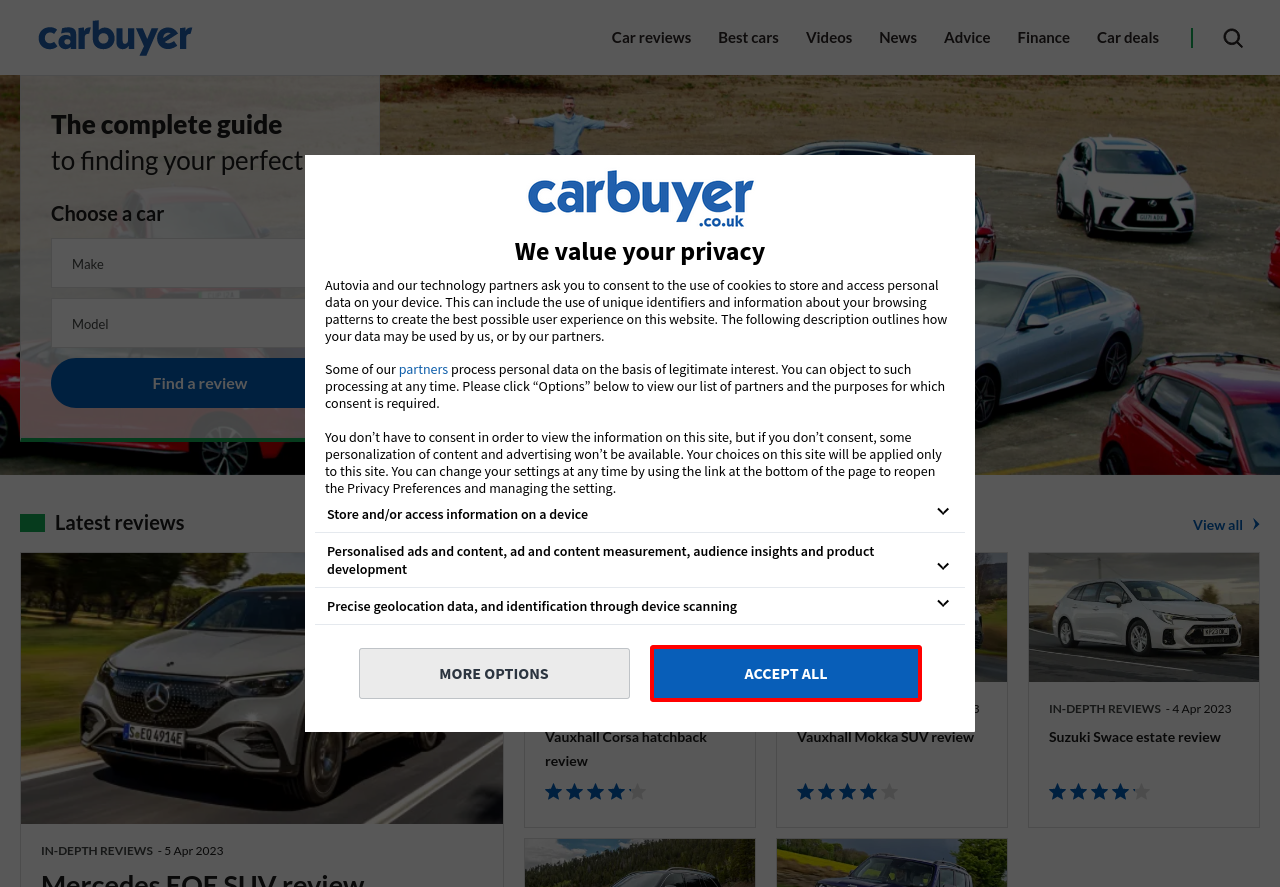 carbuyer
Car reviews
Best cars
Videos
News
Advice
Finance
Car deals
The complete guide
to finding your perfect
Choose a car
Make
Model
Find a review
carbuyer
.co.uk
We value your privacy
Autovia and our technology partners ask you to consent to the use of cookies to store and access personal
data on your device. This can include the use of unique identifiers and information about your browsing
patterns to create the best possible user experience on this website. The following description outlines how
your data may be used by us, or by our partners.
Some of our partners process personal data on the basis of legitimate interest. You can object to such
processing at any time. Please click “Options” below to view our list of partners and the purposes for which
consent is required.
You don’t have to consent in order to view the information on this site, but if you don’t consent, some
personalization of content and advertising won’t be available. Your choices on this site will be applied only
to this site. You can change your settings at any time by using the link at the bottom of the page to reopen
the Privacy Preferences and managing the setting.
Store and/or access information on a device
Personalised ads and content, ad and content measurement, audience insights and product
development
Precise geolocation data, and identification through device scanning
MORE OPTIONS
ACCEPT ALL
Latest reviews
View all
S·EQ 4914E
IN-DEPTH REVIEWS - 5 Apr 2023
Mercedes EQE SUV review
Vauxhall Corsa hatchback
review
Vauxhall Mokka SUV review
IN-DEPTH REVIEWS - 4 Apr 2023
Suzuki Swace estate review